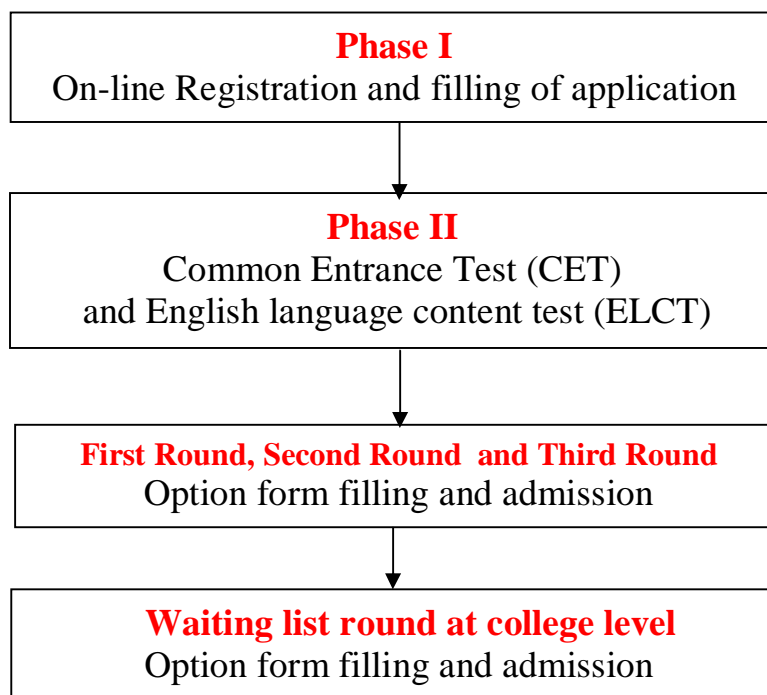 Phase I
On-line Registration and filling of application
Phase II
Common Entrance Test (CET)
and English language content test (ELCT)
First Round, Second Round and Third Round
Option form filling and admission
Waiting list round at college level
Option form filling and admission